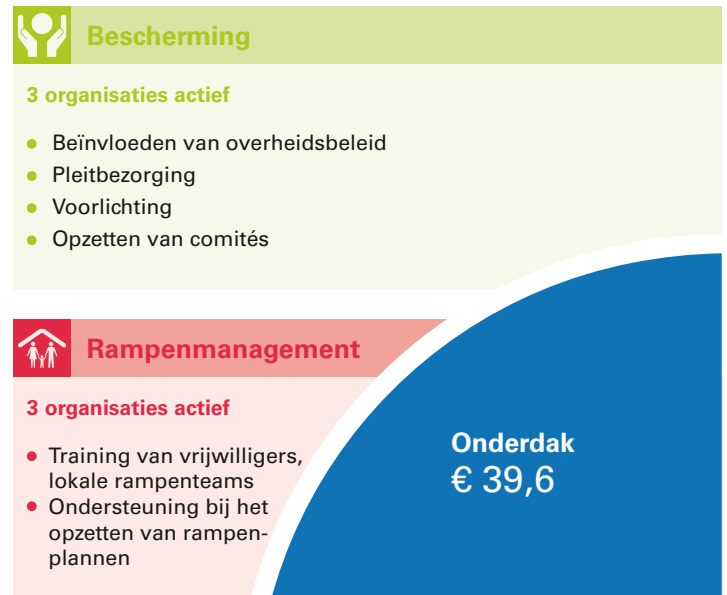 Bescherming
3 organisaties actief
• Beïnvloeden van overheidsbeleid
• Pleitbezorging
• Voorlichting
• Opzetten van comités
Rampenmanagement
3 organisaties actief
• Training van vrijwilligers,
lokale rampenteams
• Ondersteuning bij het
opzetten van rampen-
plannen
Onderdak
€ 39,6